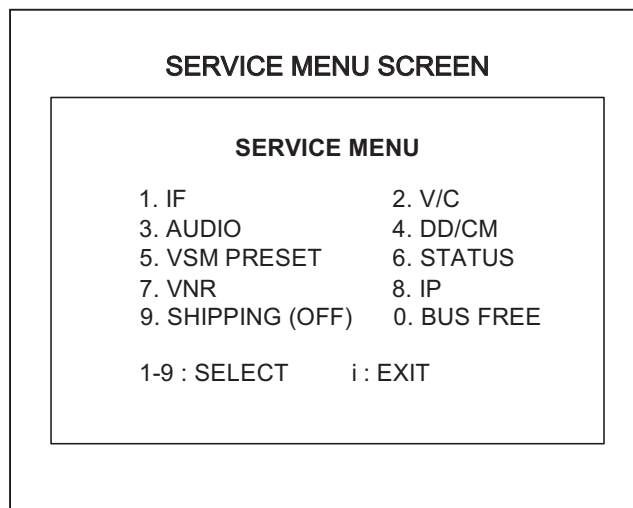 SERVICE MENU SCREEN
SERVICE MENU
1. IF 2. V/C
3. AUDIO 4. DD/CM
5. VSM PRESET 6. STATUS
7. VNR 8. IP
9. SHIPPING (OFF) 0. BUS FREE
1-9 : SELECT i : EXIT